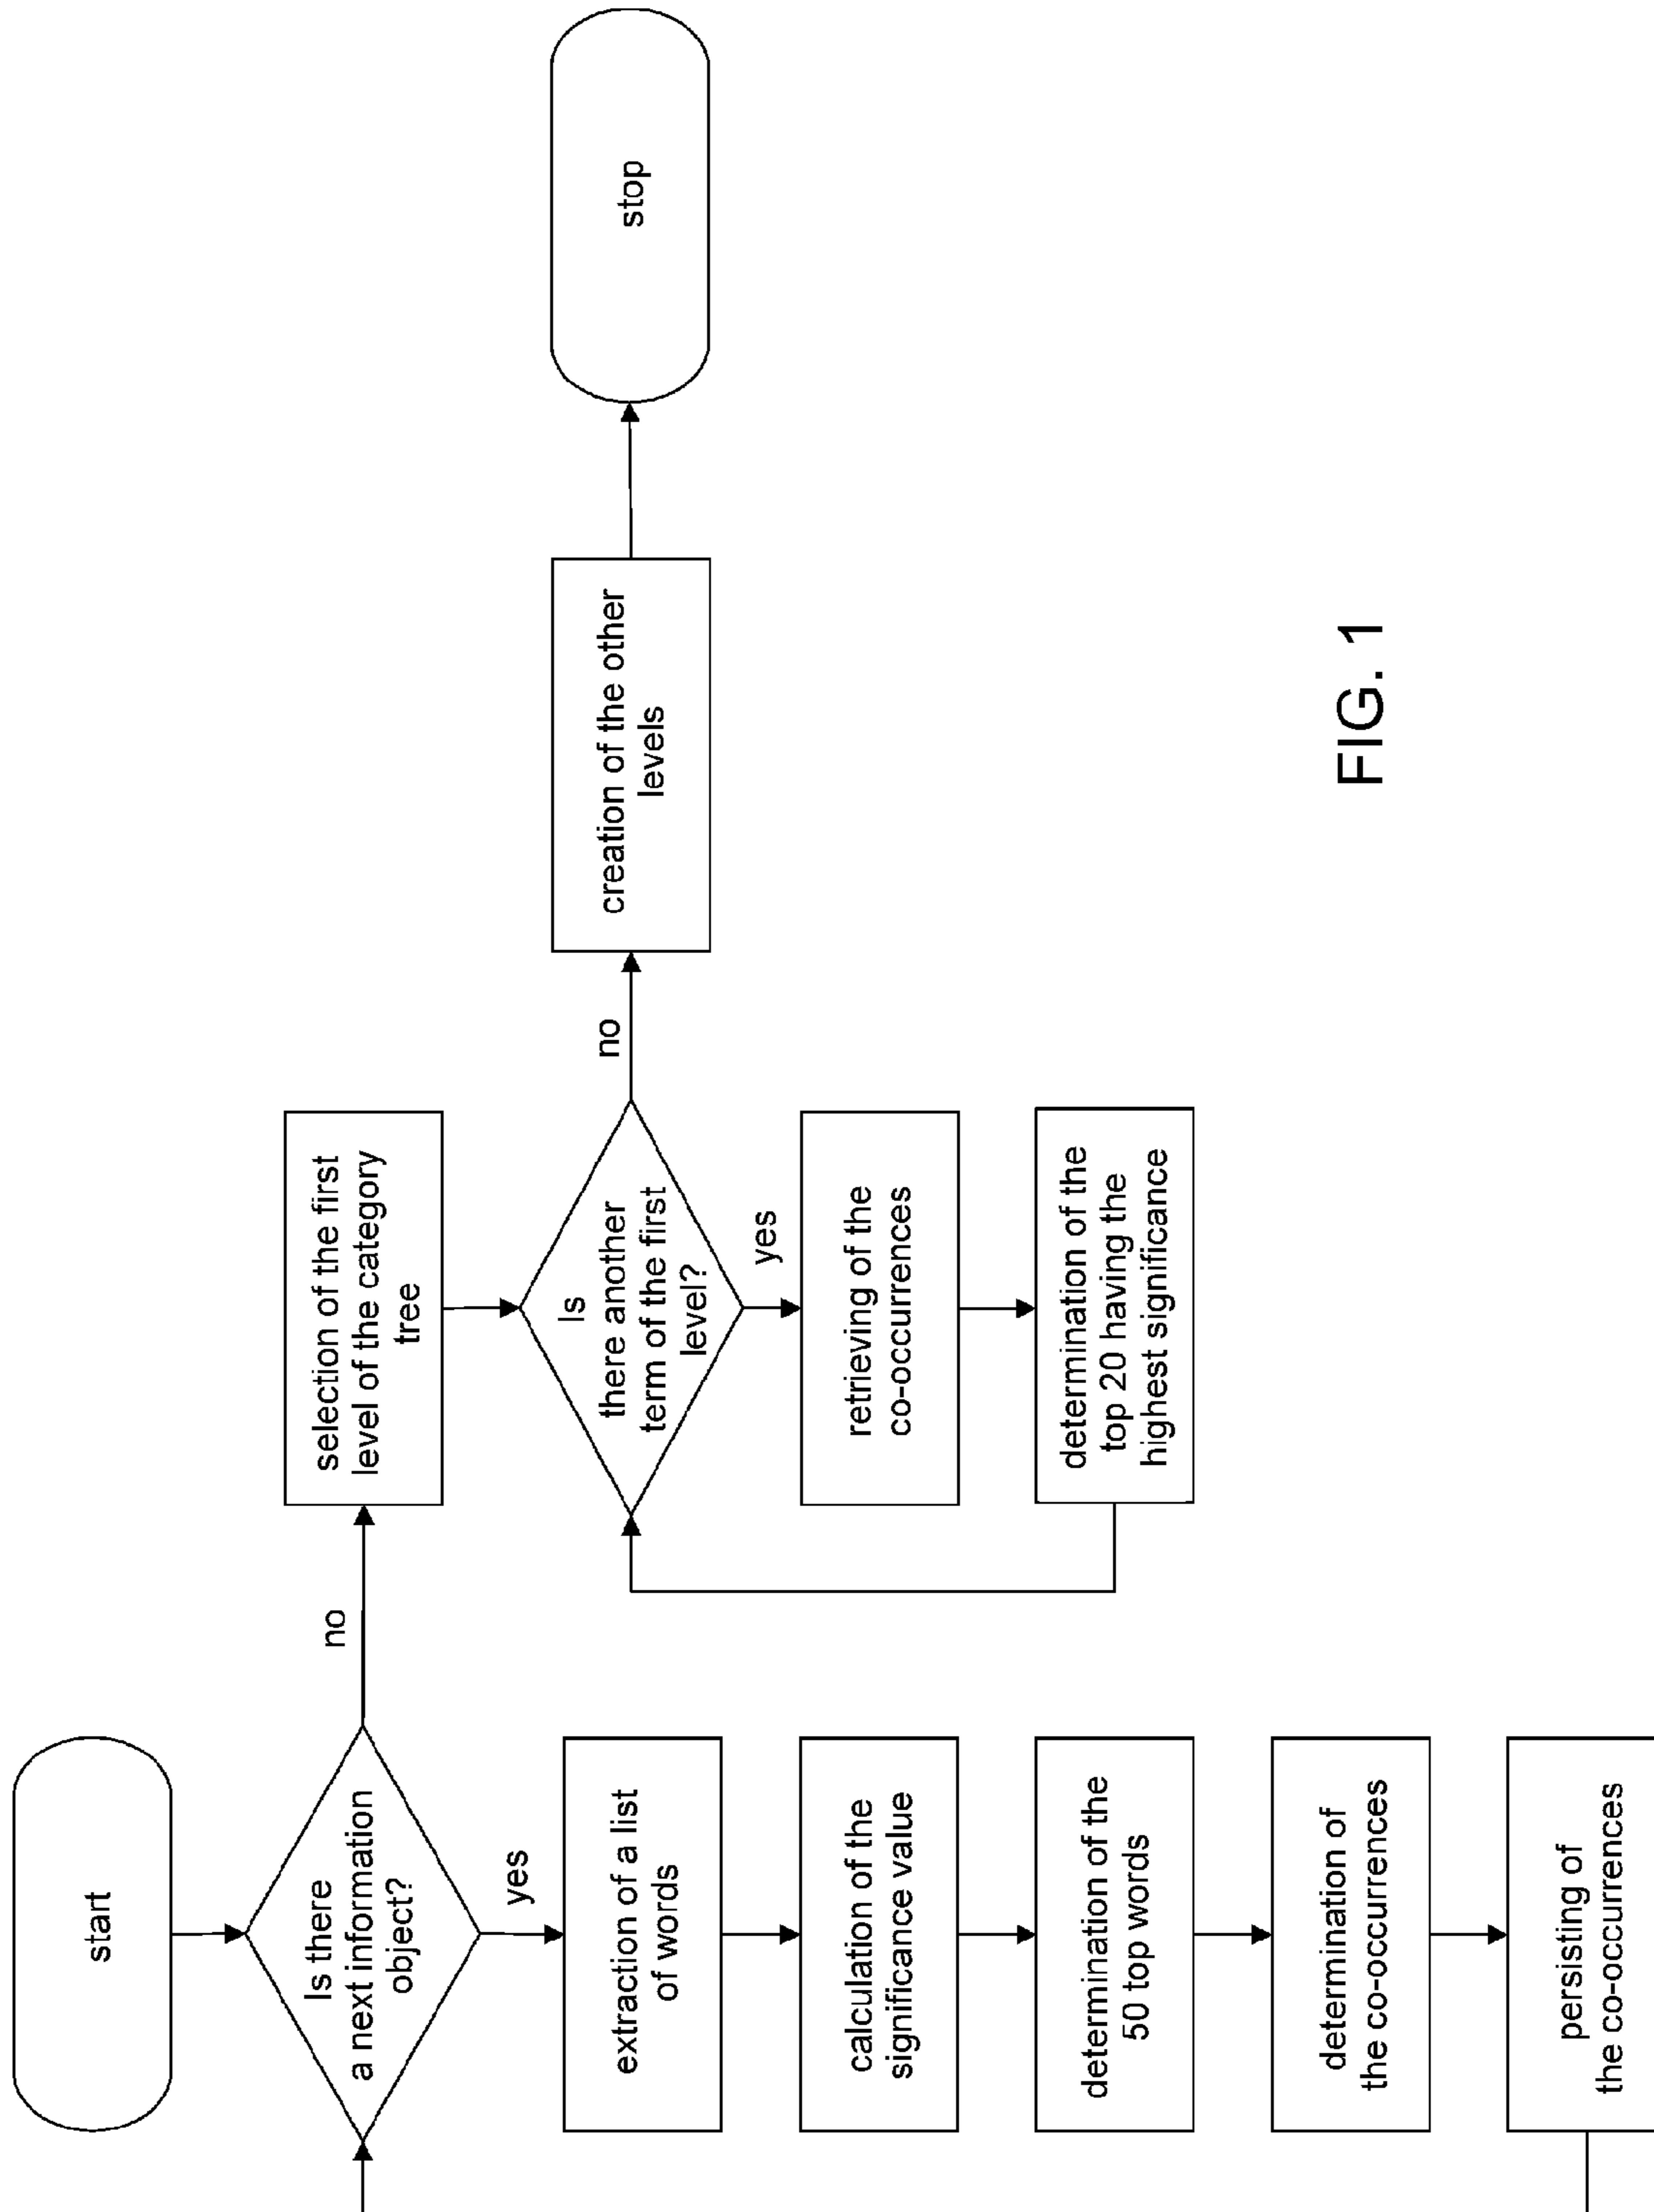 start
Is there
a next information
object?
no
yes
extraction of a list
of words
calculation of the
significance value
determination of the
50 top words
determination of
the co-occurrences
persisting of
the co-occurrences
selection of the first
level of the category
tree
Is
there another
term of the first
level?
no
yes
retrieving of the
co-occurrences
determination of the
top 20 having the
highest significance
creation of the other
levels
stop
FIG. 1